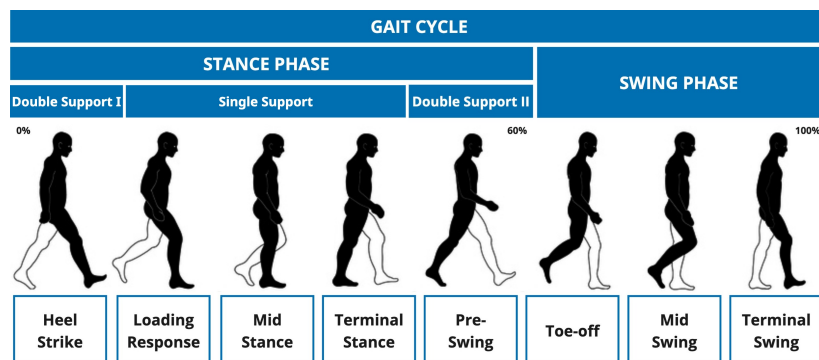 GAIT CYCLE
STANCE PHASE
SWING PHASE
Double Support I
Single Support
Double Support II
0%
60%
100%
Heel
Strike
Loading
Response
Mid
Stance
Terminal
Stance
Pre-
Swing
Toe-off
Mid
Swing
Terminal
Swing